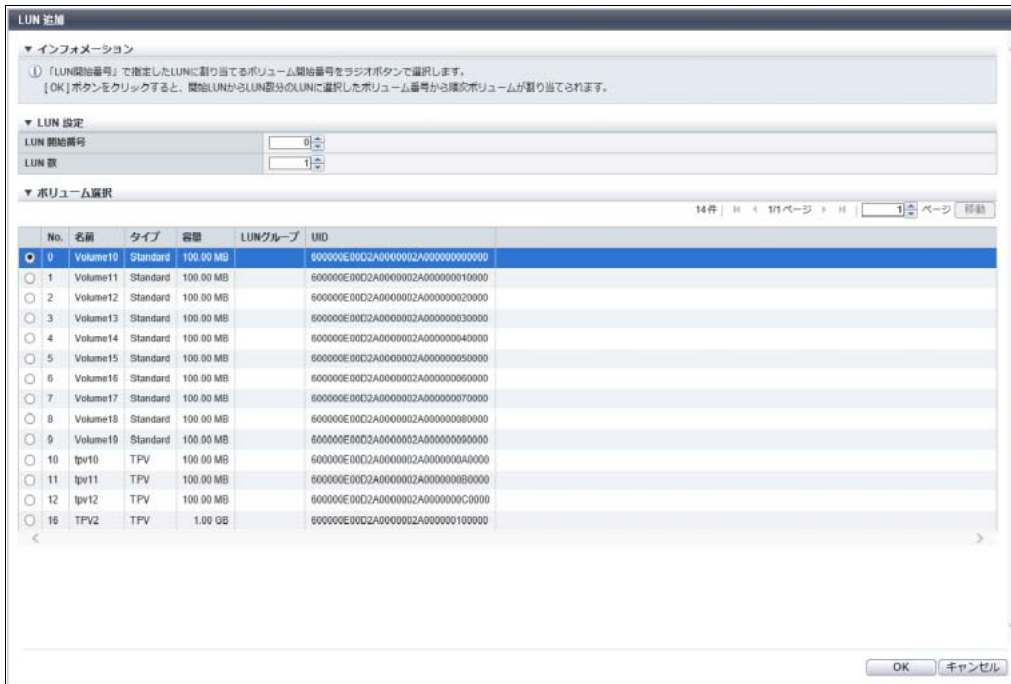 LUN 追加
▼ インフォメーション
「LUN開始番号」で指定したLUNに割り当てるボリューム開始番号をラジオボタンで選択します。
[OK]ボタンをクリックすると、開始LUNからLUN数分のLUNに選択したボリューム番号から順次ボリュームが割り当てられます。
▼ LUN 設定
LUN 開始番号 0
LUN 数 1
▼ ボリューム選択
14件 | 1/1ページ | 1 ページ 移動
No. 名前 タイプ 容量 LUNグループ UID
0 Volume10 Standard 100.00 MB 600000E00D2A0000002A000000000000
1 Volume11 Standard 100.00 MB 600000E00D2A0000002A000000010000
2 Volume12 Standard 100.00 MB 600000E00D2A0000002A000000020000
3 Volume13 Standard 100.00 MB 600000E00D2A0000002A000000030000
4 Volume14 Standard 100.00 MB 600000E00D2A0000002A000000040000
5 Volume15 Standard 100.00 MB 600000E00D2A0000002A000000050000
6 Volume16 Standard 100.00 MB 600000E00D2A0000002A000000060000
7 Volume17 Standard 100.00 MB 600000E00D2A0000002A000000070000
8 Volume18 Standard 100.00 MB 600000E00D2A0000002A000000080000
9 Volume19 Standard 100.00 MB 600000E00D2A0000002A000000090000
10 tpv10 TPV 100.00 MB 600000E00D2A0000002A0000000A0000
11 tpv11 TPV 100.00 MB 600000E00D2A0000002A0000000B0000
12 tpv12 TPV 100.00 MB 600000E00D2A0000002A0000000C0000
16 TPV2 TPV 1.00 GB 600000E00D2A0000002A000000100000
OK キャンセル